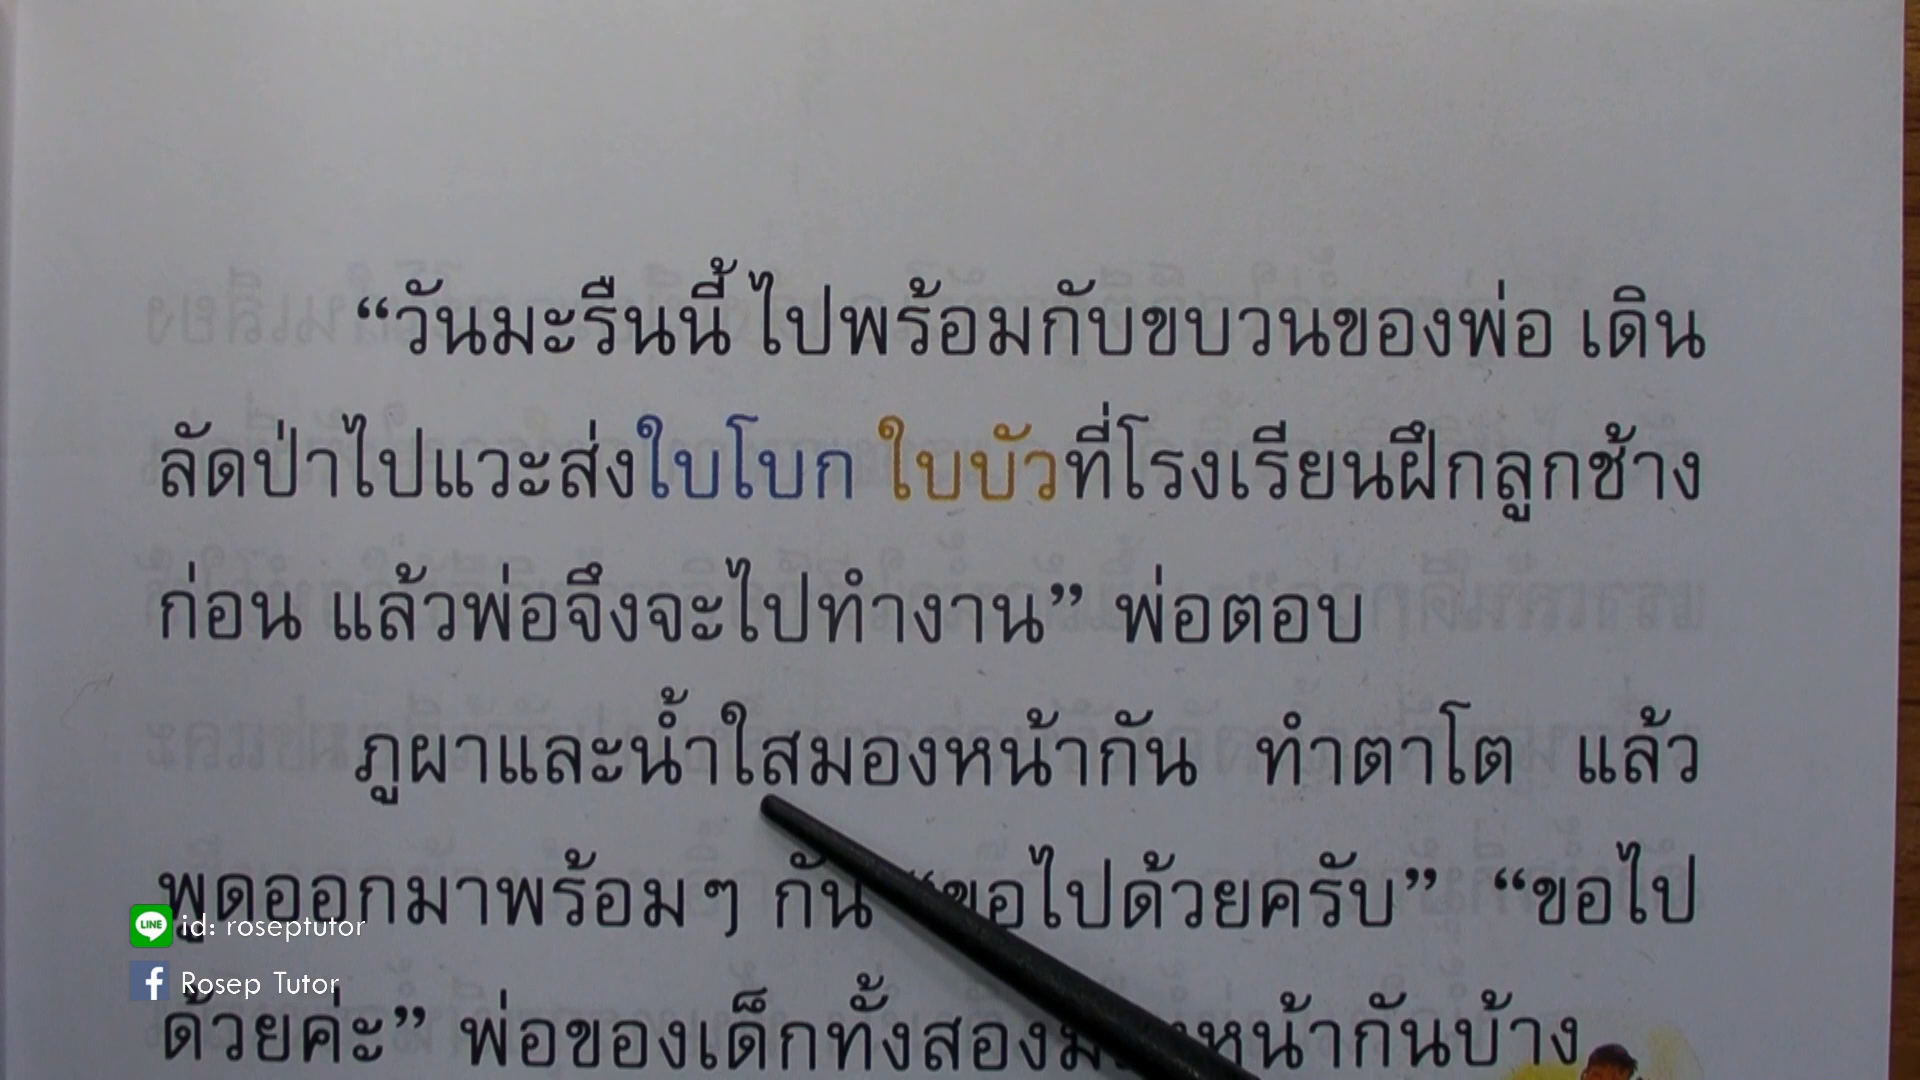 “วันมะรืนนี้ ไปพร้อมกับขบวนของพ่อ เดิน
ลัดป่าไปแวะส่งใบโบก ใบบัวที่โรงเรียนฝึกลูกช้าง
ก่อน แล้วพ่อจึงจะไปทำงาน” พ่อตอบ
ภูผาและน้ำใสมองหน้ากัน ทำตาโต แล้ว
พูดออกมาพร้อมๆ กัน “ขอไปด้วยครับ” “ขอไป
LINE id: roseptutor
f Rosep Tutor
ด้วยค่ะ” พ่อของเด็กทั้งสอง หน้ากันบ้าง